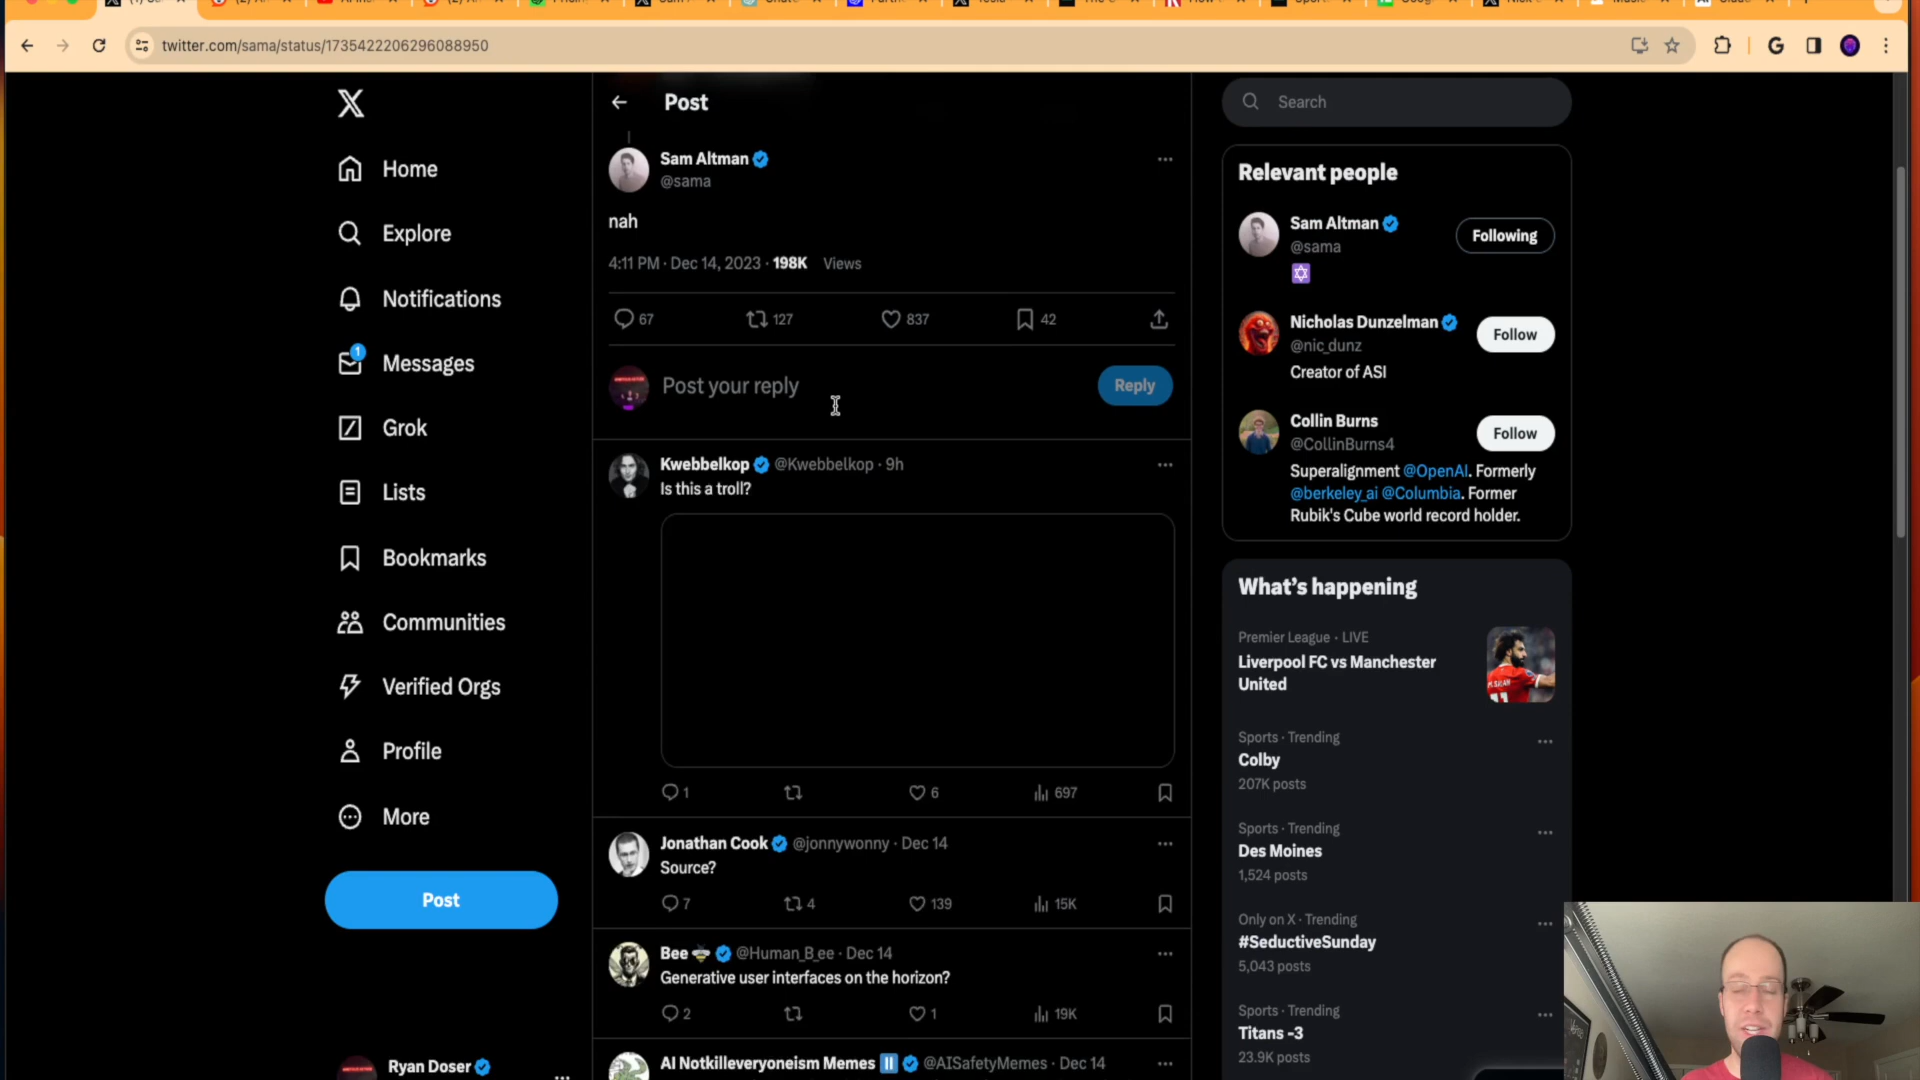 twitter.com/sama/status/1735422206296088950
Home
Explore
Notifications
1
Messages
Grok
Lists
Bookmarks
Communities
Verified Orgs
Profile
More
Post
Ryan Doser
Post
Sam Altman
@sama
nah
4:11 PM · Dec 14, 2023 · 198K Views
67 127 837 42
Post your reply
Reply
Kwebbelkop @Kwebbelkop · 9h
Is this a troll?
1 6 697
Jonathan Cook @jonnywonny · Dec 14
Source?
7 4 139 15K
Bee @Human_B_ee · Dec 14
Generative user interfaces on the horizon?
2 1 19K
AI Notkilleveryoneism Memes @AISafetyMemes · Dec 14
Search
Relevant people
Sam Altman
@sama
Following
Nicholas Dunzelman
@nic_dunz
Follow
Creator of ASI
Collin Burns
@CollinBurns4
Follow
Superalignment @OpenAI. Formerly
@berkeley_ai @Columbia. Former
Rubik's Cube world record holder.
What's happening
Premier League · LIVE
Liverpool FC vs Manchester
United
Sports · Trending
Colby
207K posts
Sports · Trending
Des Moines
1,524 posts
Only on X · Trending
#SeductiveSunday
5,043 posts
Sports · Trending
Titans -3
23.9K posts